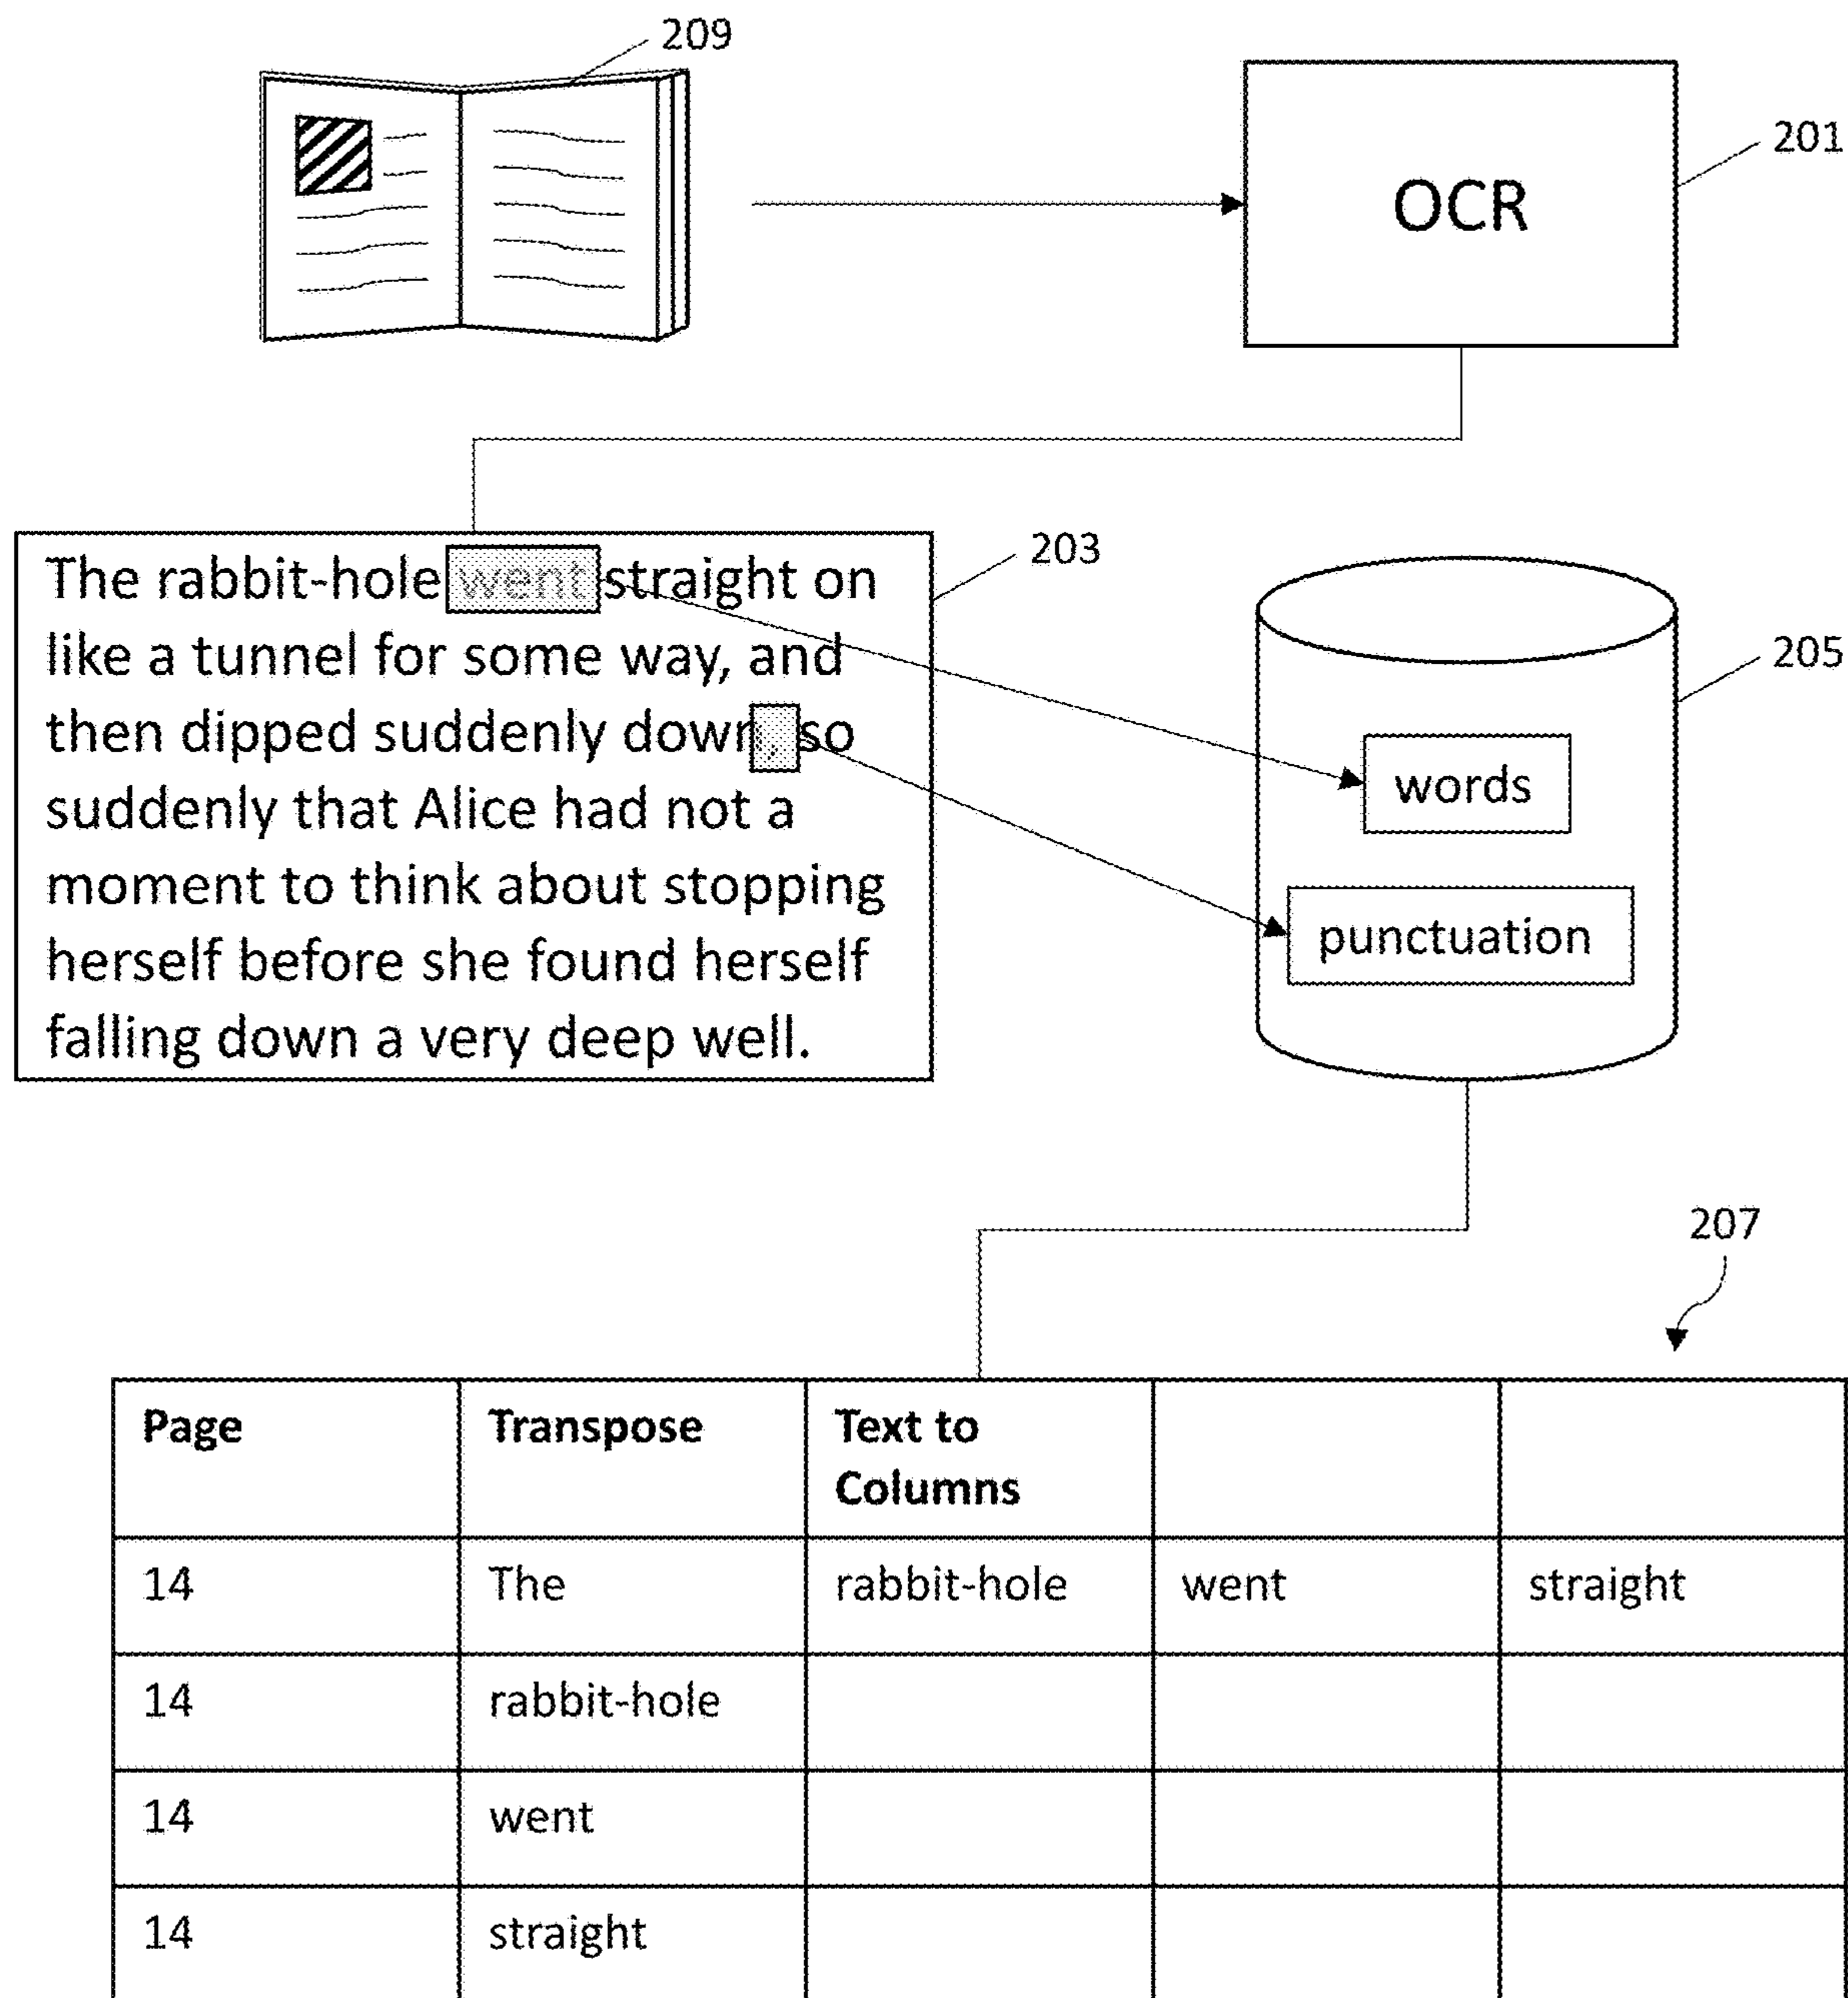 209
201
OCR
The rabbit-hole went straight on
like a tunnel for some way, and
then dipped suddenly down, so
suddenly that Alice had not a
moment to think about stopping
herself before she found herself
falling down a very deep well.
203
205
words
punctuation
207
Page Transpose Text to
Columns
14 The rabbit-hole went straight
14 rabbit-hole
14 went
14 straight